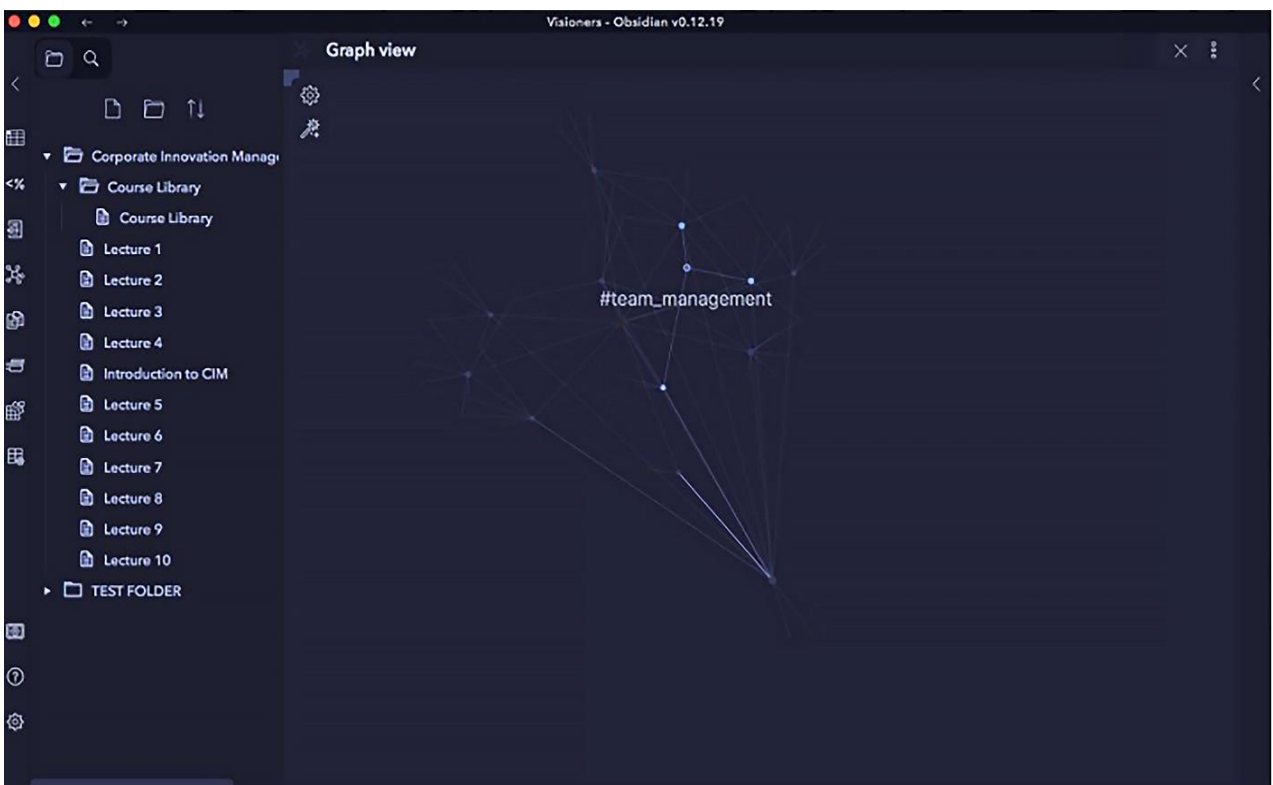 Visioners - Obsidian v0.12.19
Graph view
Corporate Innovation Manag
Course Library
Course Library
Lecture 1
Lecture 2
Lecture 3
Lecture 4
Introduction to CIM
Lecture 5
Lecture 6
Lecture 7
Lecture 8
Lecture 9
Lecture 10
TEST FOLDER
<%
#team_management